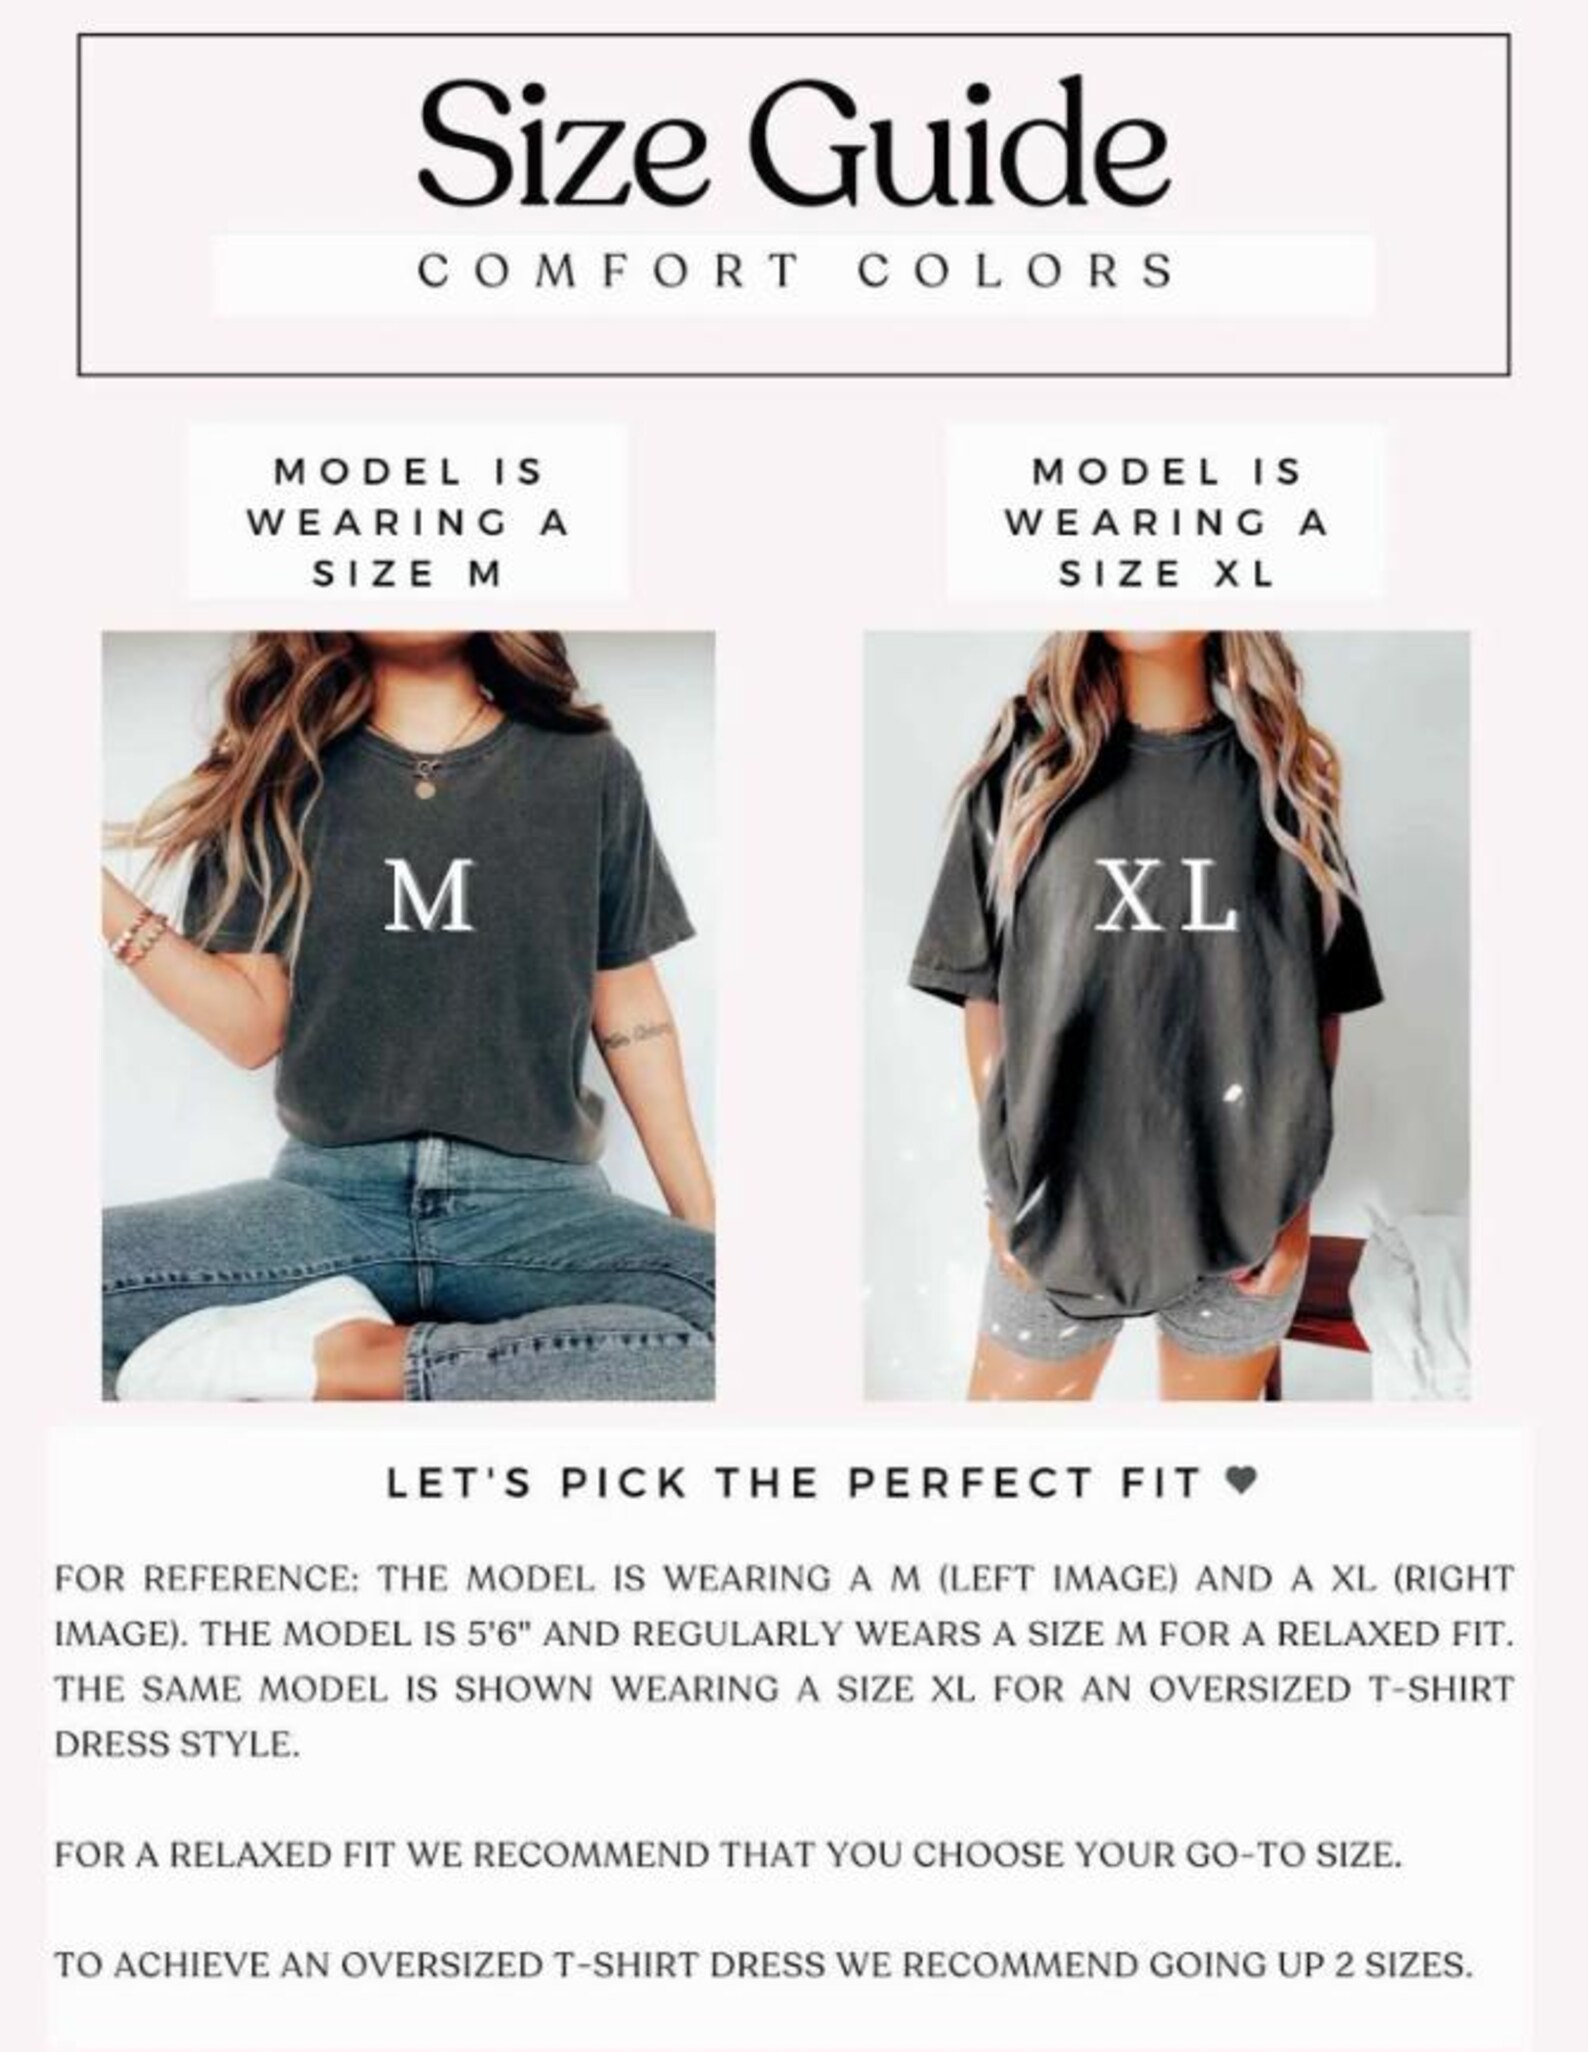 Size Guide
COMFORT COLORS
MODEL IS
WEARING A
SIZE M
MODEL IS
WEARING A
SIZE XL
M
XL
LET'S PICK THE PERFECT FIT ♥
FOR REFERENCE: THE MODEL IS WEARING A M (LEFT IMAGE) AND A XL (RIGHT
IMAGE). THE MODEL IS 5'6" AND REGULARLY WEARS A SIZE M FOR A RELAXED FIT.
THE SAME MODEL IS SHOWN WEARING A SIZE XL FOR AN OVERSIZED T-SHIRT
DRESS STYLE.
FOR A RELAXED FIT WE RECOMMEND THAT YOU CHOOSE YOUR GO-TO SIZE.
TO ACHIEVE AN OVERSIZED T-SHIRT DRESS WE RECOMMEND GOING UP 2 SIZES.